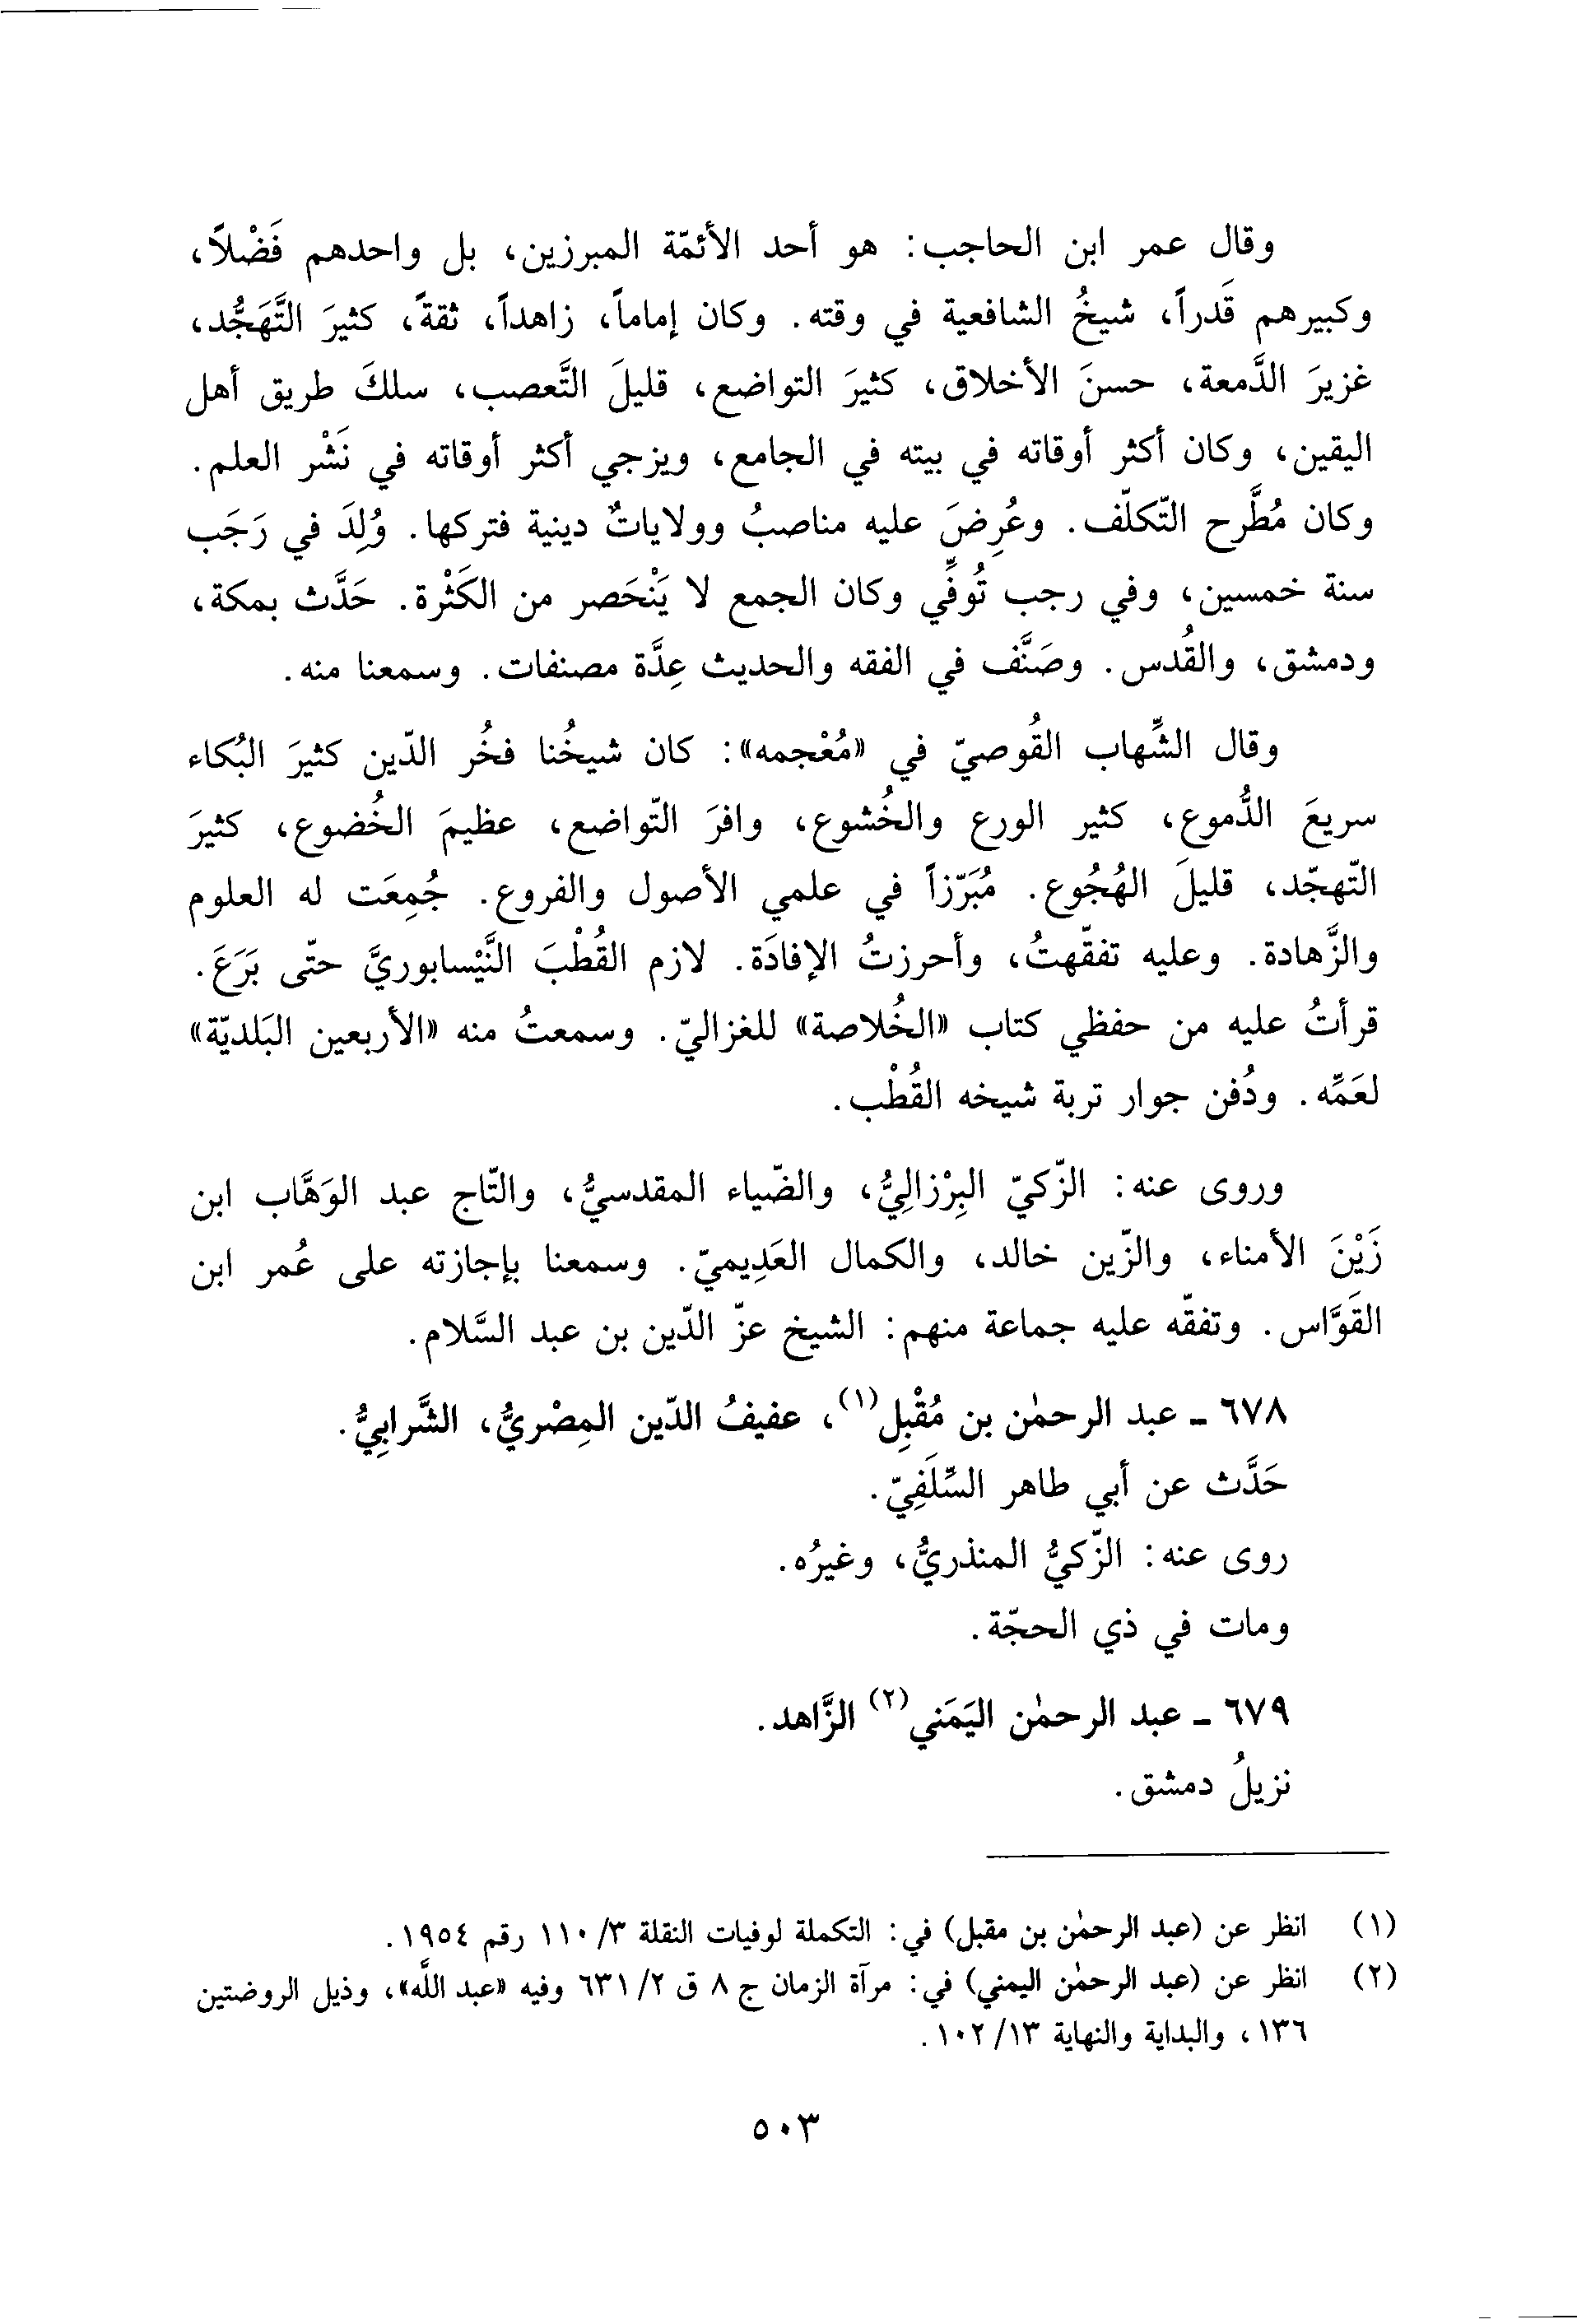 وقال عمر ابن الحاجب: هو أحد الأئمّة المبرزين، بل واحدهم فَضْلاً،
وكبيرهم قَدراً، شيخُ الشافعية في وقته. وكان إماماً، زاهداً، ثقةً، كثيرَ التَّهَجُّد،
غزيرَ الدَّمعة، حسنَ الأخلاق، كثيرَ التواضع، قليلَ التَّعصب، سلكَ طريق أهل
اليقين، وكان أكثر أوقاته في بيته في الجامع، ويزجي أكثر أوقاته في نَشْر العلم.
وكان مُطَّرح التّكلّف. وعُرِضَ عليه مناصبُ وولاياتٌ دينية فتركها. وُلِدَ في رَجَب
سنة خمسين، وفي رجب تُوفِّي وكان الجمع لا يَنْحَصر من الكَثْرة. حَدَّث بمكة،
ودمشق، والقُدس. وصَنَّف في الفقه والحديث عِدَّة مصنفات. وسمعنا منه.
وقال الشِّهاب القُوصيّ في «مُعْجمه»: كان شيخُنا فخُر الدّين كثيرَ البُكاء
سريعَ الدُّموع، كثير الورع والخُشوع، وافرَ التّواضع، عظيمَ الخُضوع، كثيرَ
التّهجّد، قليلَ الهُجُوع. مُبَرّزاً في علمي الأصول والفروع. جُمِعَت له العلوم
والزَّهادة. وعليه تفقّهتُ، وأحرزتُ الإفادَة. لازم القُطْبَ النَّيْسابوريَّ حتّى بَرَعَ.
قرأتُ عليه من حفظي كتاب «الخُلاصة» للغزاليّ. وسمعتُ منه «الأربعين البَلديّة»
لعَمِّه. ودُفن جوار تربة شيخه القُطْب.
وروى عنه: الزّكيّ البِرْزالِيُّ، والضّياء المقدسيُّ، والتّاج عبد الوَهَّاب ابن
زَيْنَ الأمناء، والزّين خالد، والكمال العَدِيميّ. وسمعنا بإجازته على عُمر ابن
القَوَّاس. وتفقّه عليه جماعة منهم: الشيخ عزّ الدّين بن عبد السَّلام.
٦٧٨ ـ عبد الرحمٰن بن مُقْبِل(١)، عفيفُ الدّين المِصْريُّ، الشَّرابِيُّ.
حَدَّث عن أبي طاهر السِّلَفِيّ.
روى عنه: الزّكيُّ المنذريُّ، وغيرُه.
ومات في ذي الحجّة.
٦٧٩ ـ عبد الرحمٰن اليَمَني(٢) الزَّاهد.
نزيلُ دمشق.
(١) انظر عن (عبد الرحمٰن بن مقبل) في: التكملة لوفيات النقلة ٣/ ١١٠ رقم ١٩٥٤.
(٢) انظر عن (عبد الرحمٰن اليمني) في: مرآة الزمان ج ٨ ق ٢/ ٦٣١ وفيه «عبد اللَّه»، وذيل الروضتين
١٣٦، والبداية والنهاية ١٣/ ١٠٢.
٥٠٣